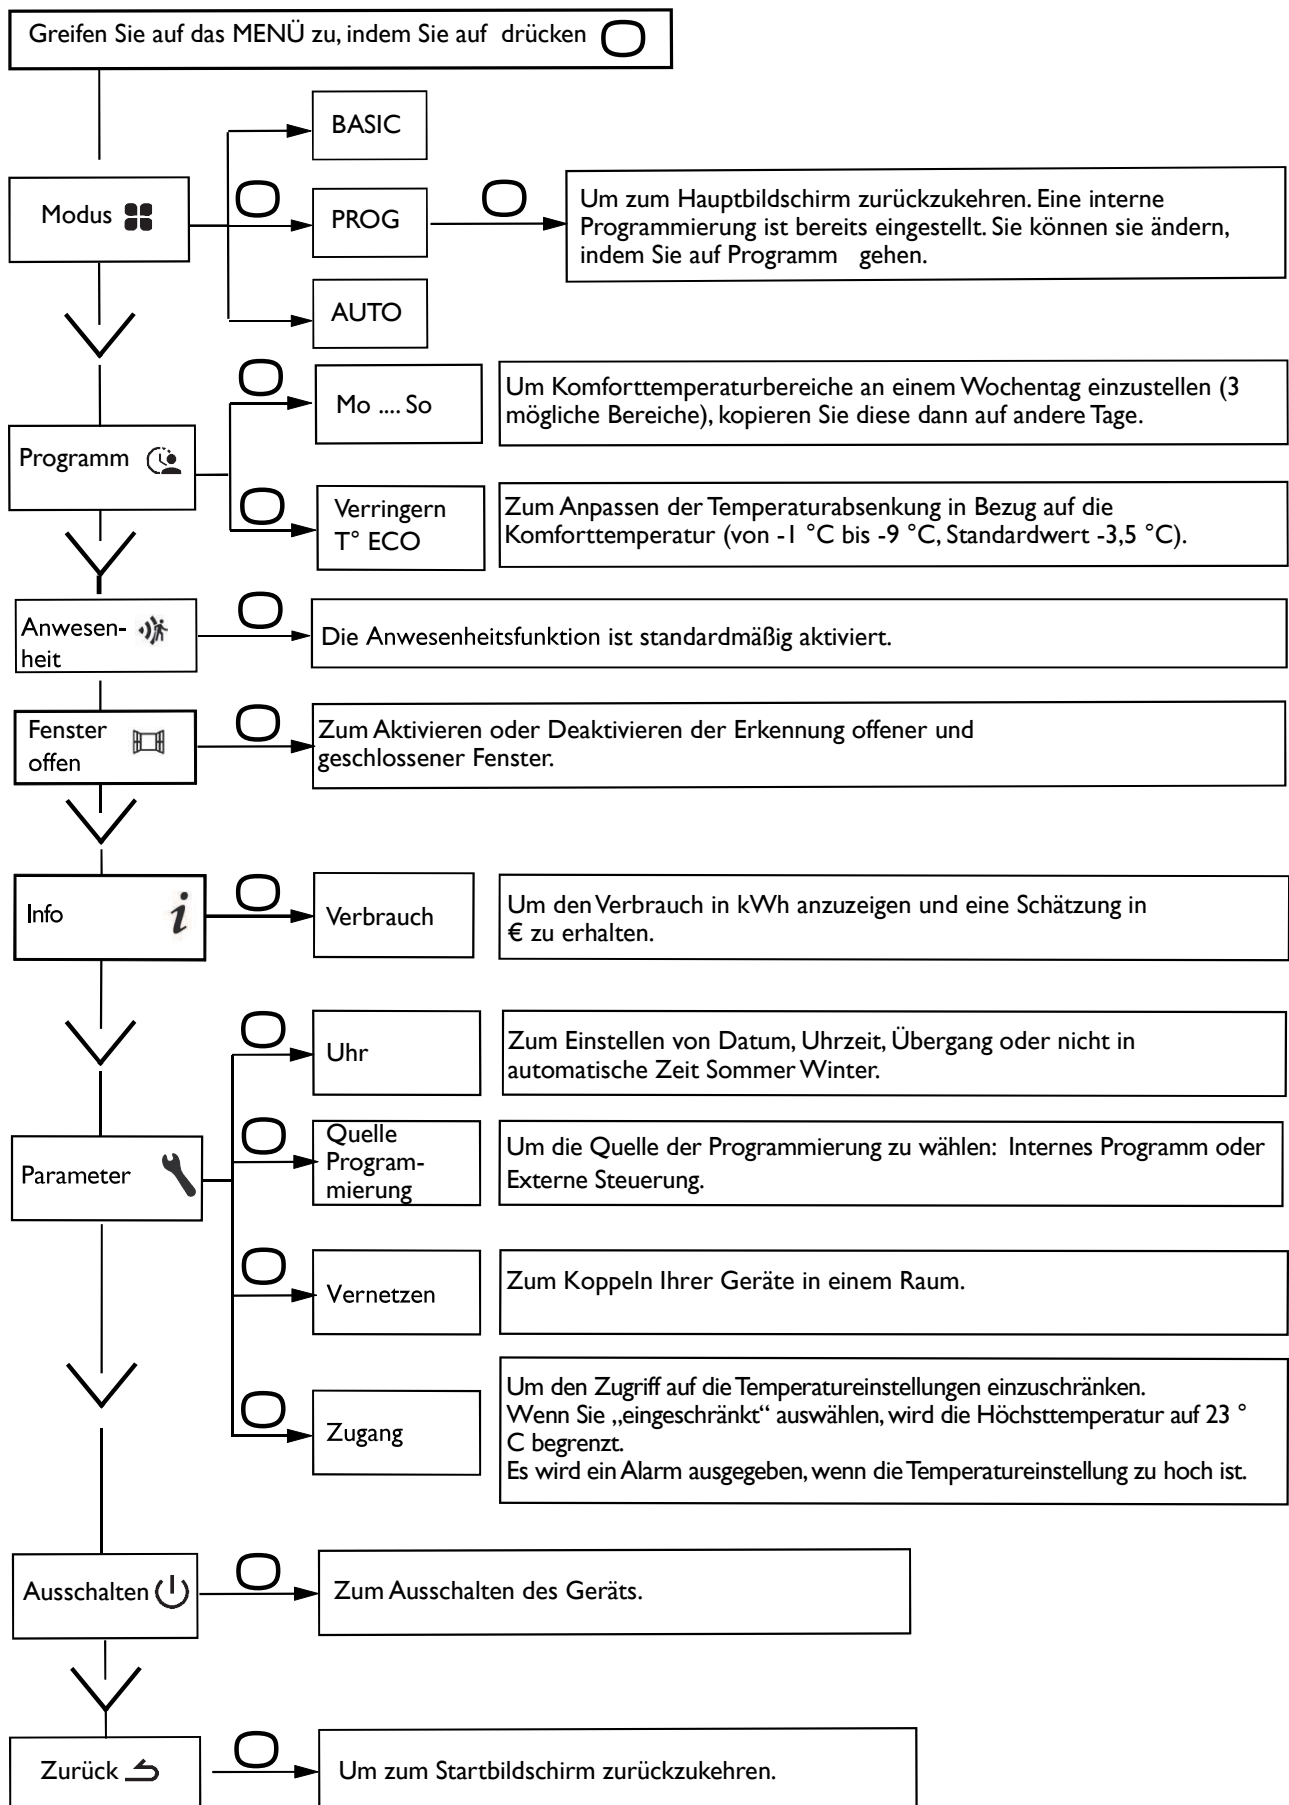 Greifen Sie auf das MENÜ zu, indem Sie auf drücken
BASIC
Modus
PROG
Um zum Hauptbildschirm zurückzukehren. Eine interne
Programmierung ist bereits eingestellt. Sie können sie ändern,
indem Sie auf Programm gehen.
AUTO
Programm
Mo .... So
Um Komforttemperaturbereiche an einem Wochentag einzustellen (3
mögliche Bereiche), kopieren Sie diese dann auf andere Tage.
Verringern
T° ECO
Zum Anpassen der Temperaturabsenkung in Bezug auf die
Komforttemperatur (von -1 °C bis -9 °C, Standardwert -3,5 °C).
Anwesen-
heit
Die Anwesenheitsfunktion ist standardmäßig aktiviert.
Fenster
offen
Zum Aktivieren oder Deaktivieren der Erkennung offener und
geschlossener Fenster.
Info i
Verbrauch
Um den Verbrauch in kWh anzuzeigen und eine Schätzung in
€ zu erhalten.
Parameter
Uhr
Zum Einstellen von Datum, Uhrzeit, Übergang oder nicht in
automatische Zeit Sommer Winter.
Quelle
Program-
mierung
Um die Quelle der Programmierung zu wählen: Internes Programm oder
Externe Steuerung.
Vernetzen
Zum Koppeln Ihrer Geräte in einem Raum.
Zugang
Um den Zugriff auf die Temperatureinstellungen einzuschränken.
Wenn Sie „eingeschränkt“ auswählen, wird die Höchsttemperatur auf 23 °
C begrenzt.
Es wird ein Alarm ausgegeben, wenn die Temperatureinstellung zu hoch ist.
Ausschalten
Zum Ausschalten des Geräts.
Zurück
Um zum Startbildschirm zurückzukehren.